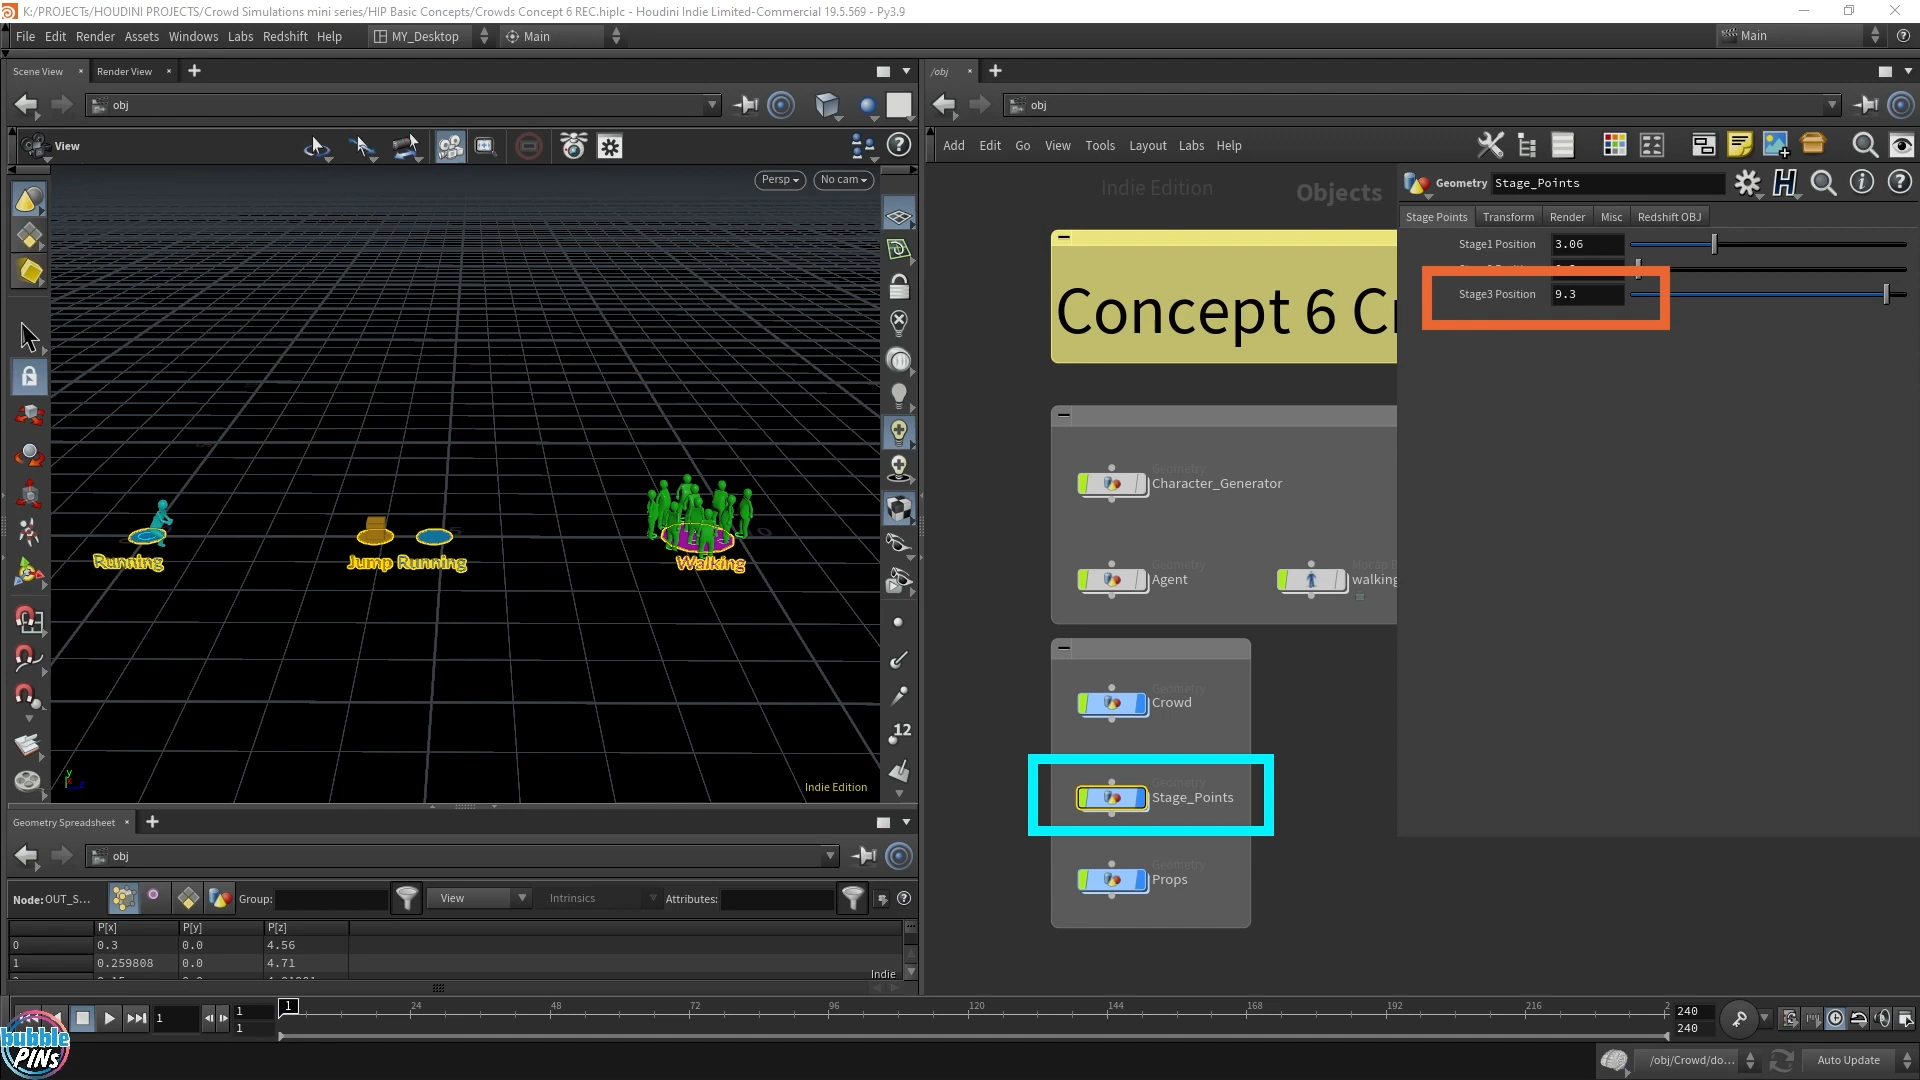 K:/PROJECTs/HOUDINI PROJECTS/Crowd Simulations mini series/HIP Basic Concepts/Crowds Concept 6 REC.hiplc - Houdini Indie Limited-Commercial 19.5.569 - Py3.9
File Edit Render Assets Windows Labs Redshift Help MY_Desktop Main Main
Scene View Render View
/obj
obj
obj
View
Add Edit Go View Tools Layout Labs Help
Persp No cam
Indie Edition Objects
Geometry Stage_Points
Stage Points Transform Render Misc Redshift OBJ
Stage1 Position 3.06
Stage3 Position 9.3
Concept 6 Cr
Geometry
Character_Generator
Geometry
Agent
walking
Running
Jump Running
Walking
Geometry
Crowd
Geometry
Stage_Points
Geometry
Props
Indie Edition
Geometry Spreadsheet
obj
Node: OUT_S... Group: View Intrinsics Attributes:
P[x] P[y] P[z]
0 0.3 0.0 4.56
1 0.259808 0.0 4.71
Indie
12
1 1 1
1
24 48 72 96 120 144 168 192 216 2
240
240
bubble
PINs
/obj/Crowd/do... Auto Update